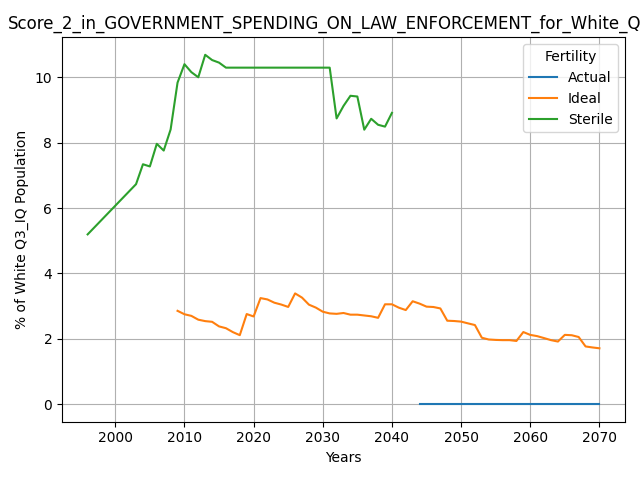 Score_2_in_GOVERNMENT_SPENDING_ON_LAW_ENFORCEMENT_for_White_Q
Fertility
Actual
Ideal
Sterile
% of White Q3_IQ Population
10
8
6
4
2
0
2000 2010 2020 2030 2040 2050 2060 2070
Years